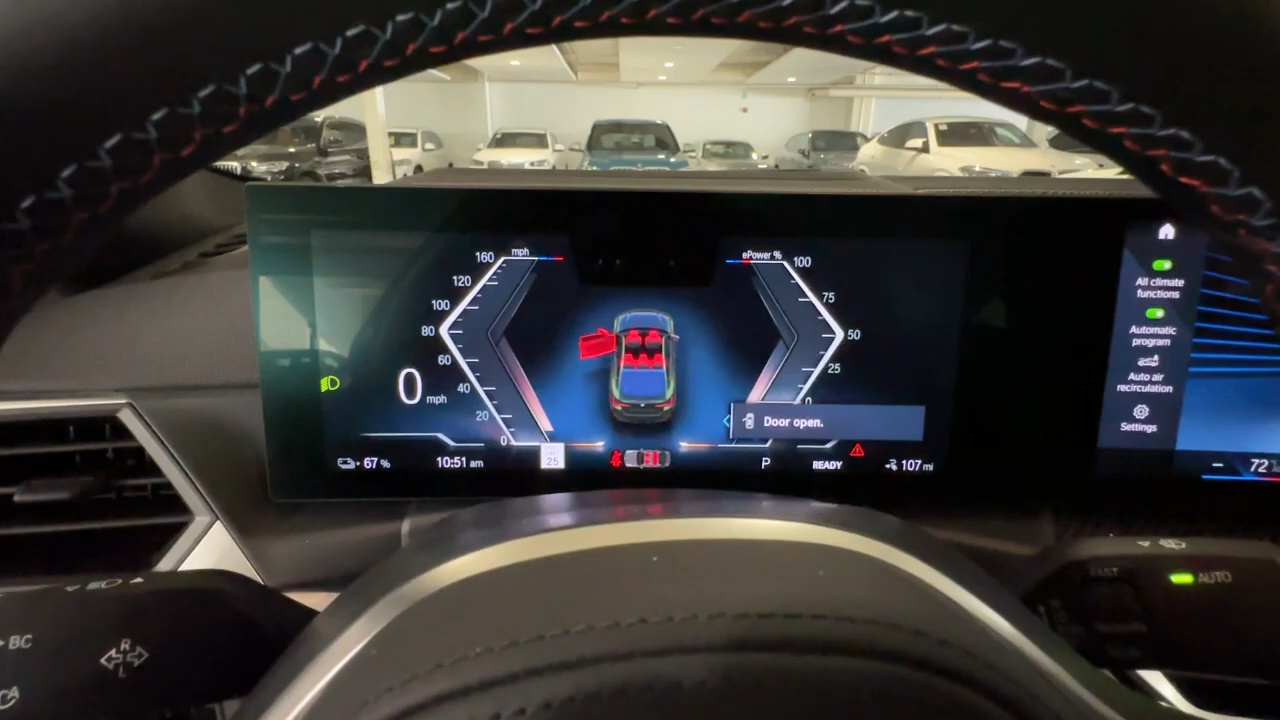 160 mph
120
100
80
60
40
20
0
0 mph
ePower %
100
75
50
25
0
Door open.
67 %
10:51 am
25
P
READY
107 mi
All climate
functions
Automatic
program
Auto air
recirculation
Settings
72
BC
R
L
AUTO